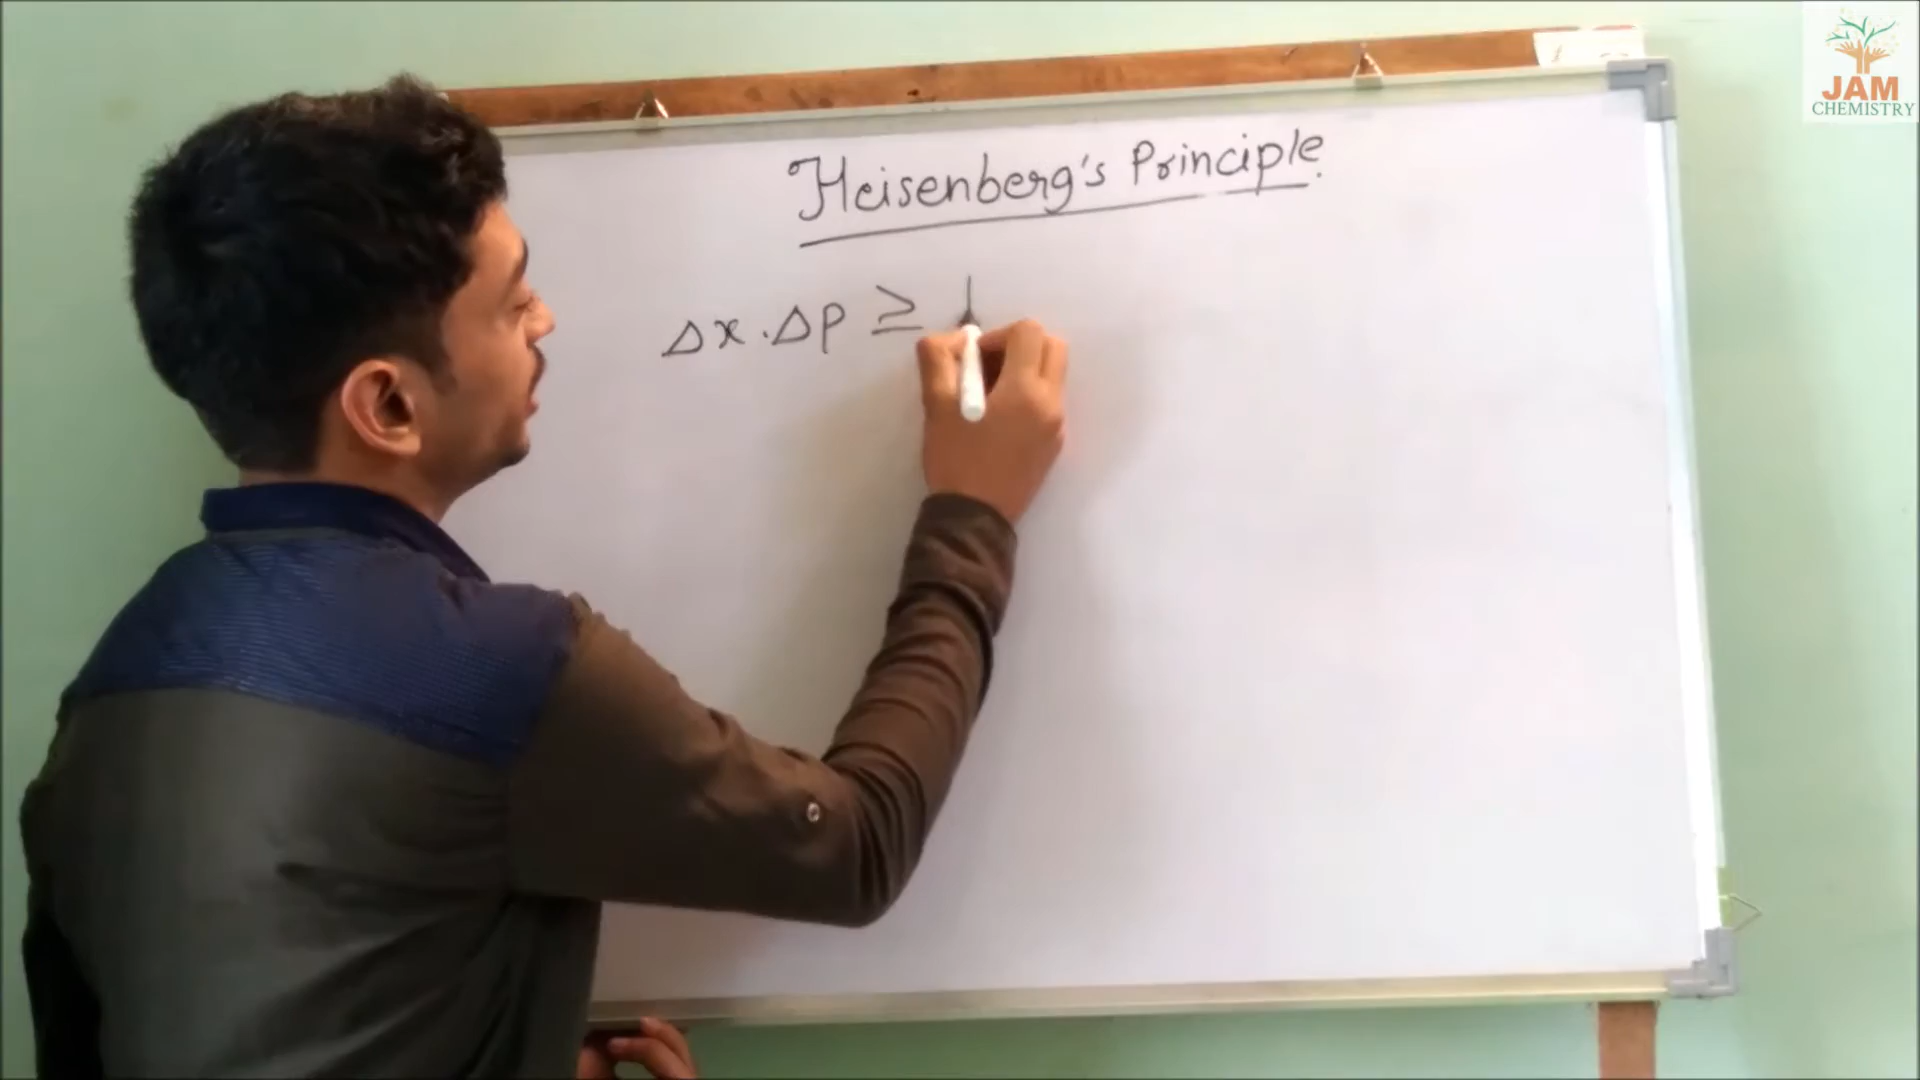 JAM
CHEMISTRY
Heisenberg's Principle.
Δx.Δp ≥